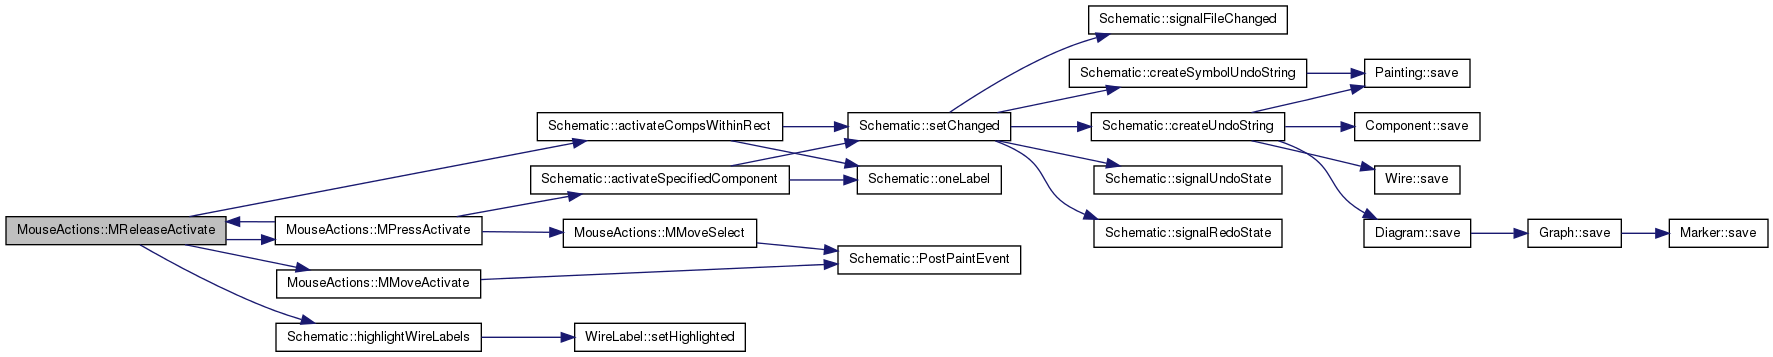 Schematic::signalFileChanged
Schematic::createSymbolUndoString
Painting::save
Schematic::activateCompsWithinRect
Schematic::setChanged
Schematic::createUndoString
Component::save
Schematic::activateSpecifiedComponent
Schematic::oneLabel
Schematic::signalUndoState
Wire::save
MouseActions::MReleaseActivate
MouseActions::MPressActivate
MouseActions::MMoveSelect
Schematic::signalRedoState
Diagram::save
Graph::save
Marker::save
Schematic::PostPaintEvent
MouseActions::MMoveActivate
Schematic::highlightWireLabels
WireLabel::setHighlighted